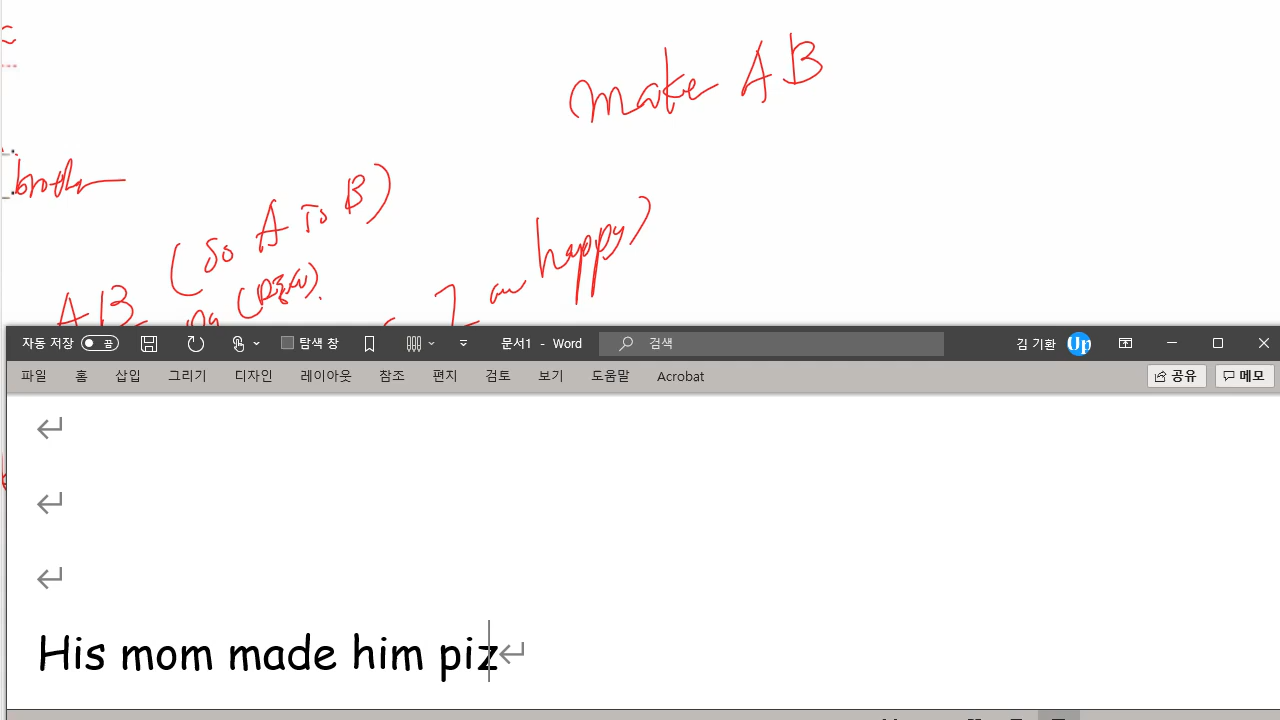 make A B
brother
(so A To B)
happy)
A B
I am
자동 저장 끔 탐색 창 문서1 - Word 검색 김 기환 Up
파일 홈 삽입 그리기 디자인 레이아웃 참조 편지 검토 보기 도움말 Acrobat 공유 메모
His mom made him piz